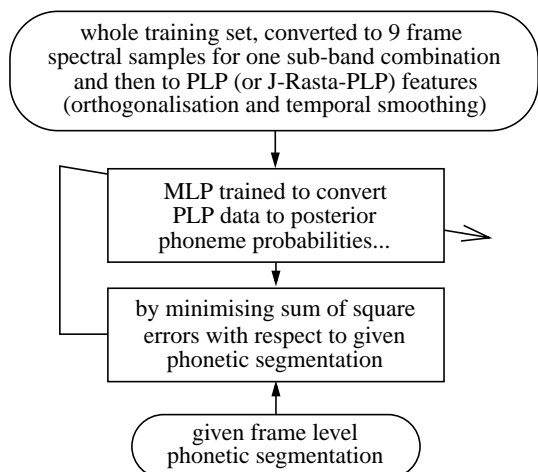 whole training set, converted to 9 frame
spectral samples for one sub-band combination
and then to PLP (or J-Rasta-PLP) features
(orthogonalisation and temporal smoothing)
MLP trained to convert
PLP data to posterior
phoneme probabilities...
by minimising sum of square
errors with respect to given
phonetic segmentation
given frame level
phonetic segmentation